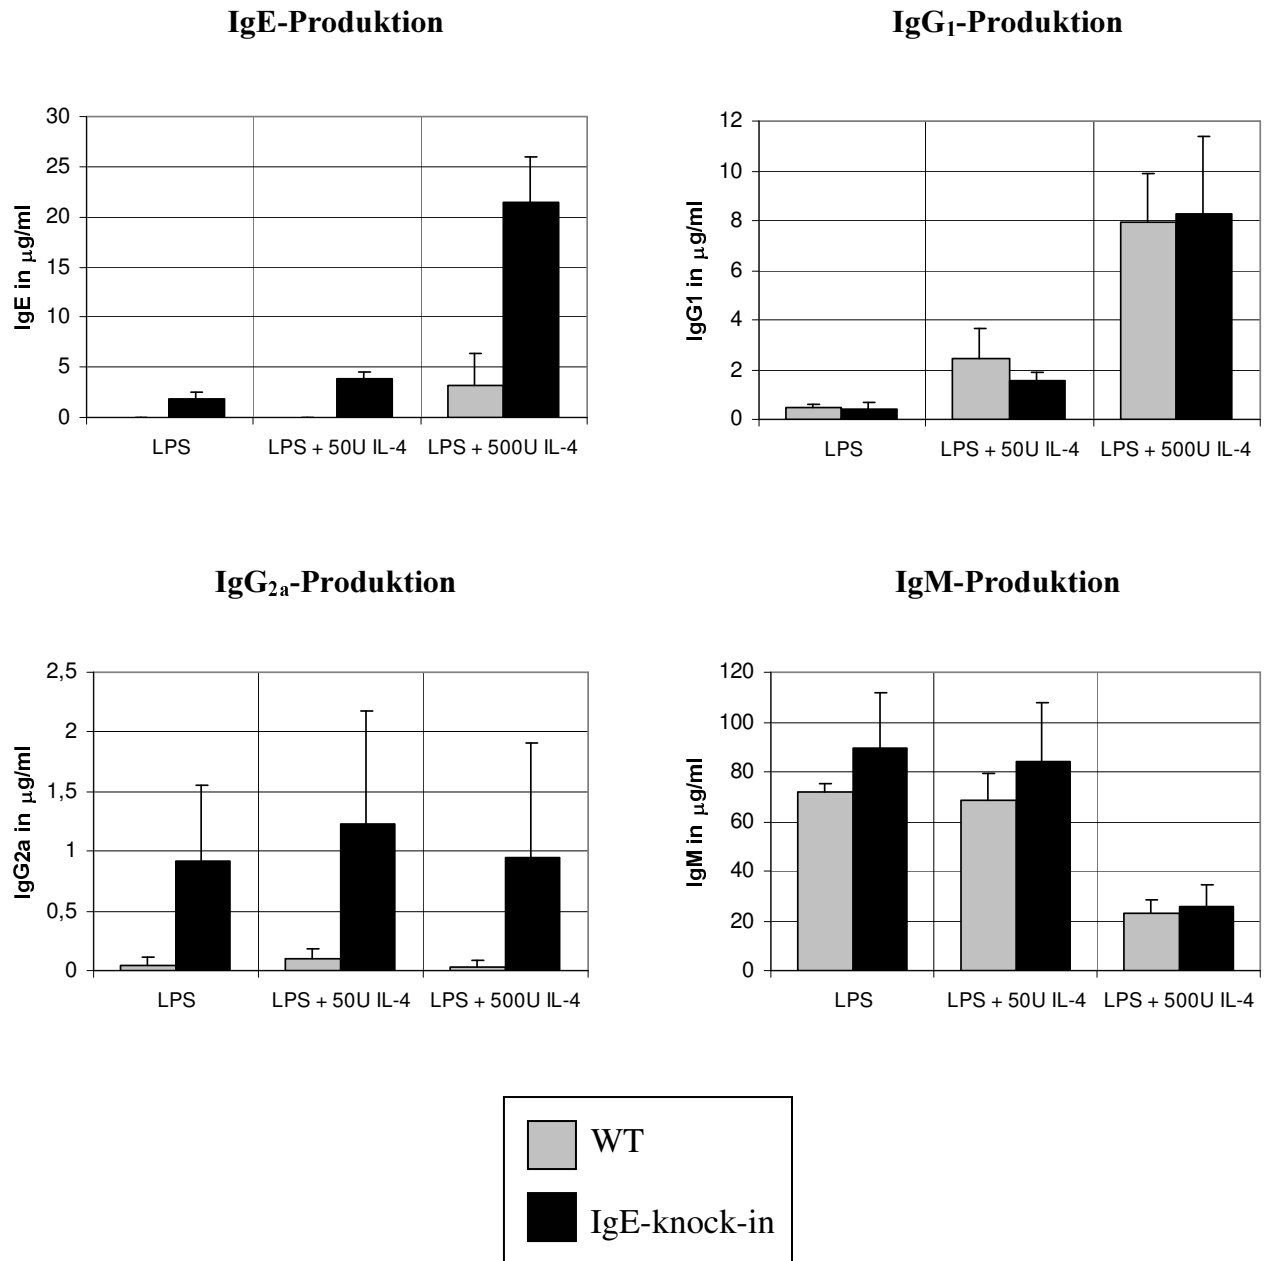 IgE-Produktion
IgE in µg/ml
30
25
20
15
10
5
0
LPS
LPS + 50U IL-4
LPS + 500U IL-4
IgG1-Produktion
IgG1 in µg/ml
12
10
8
6
4
2
0
LPS
LPS + 50U IL-4
LPS + 500U IL-4
IgG2a-Produktion
IgG2a in µg/ml
2,5
2
1,5
1
0,5
0
LPS
LPS + 50U IL-4
LPS + 500U IL-4
IgM-Produktion
IgM in µg/ml
120
100
80
60
40
20
0
LPS
LPS + 50U IL-4
LPS + 500U IL-4
WT
IgE-knock-in